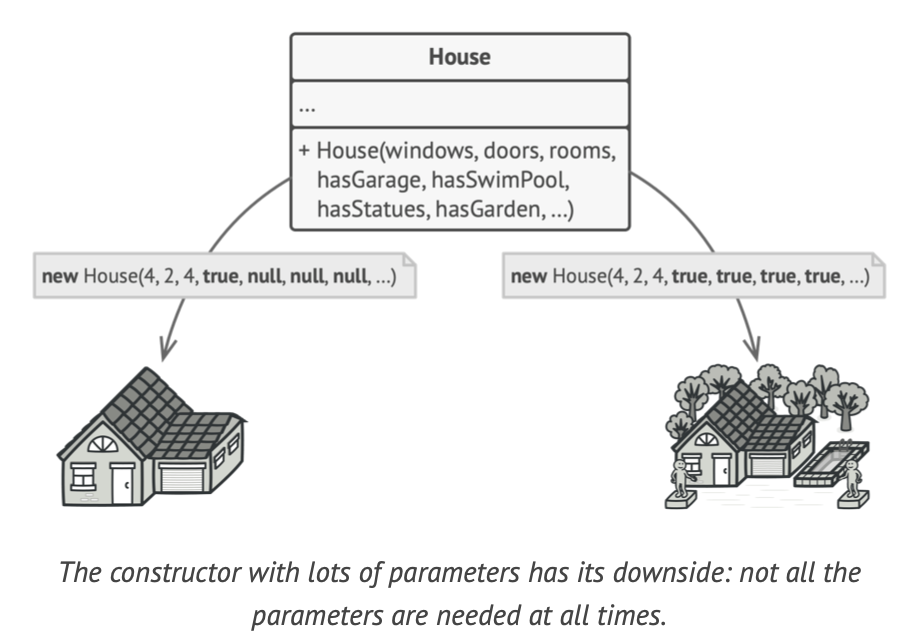 House
...
+ House(windows, doors, rooms,
hasGarage, hasSwimPool,
hasStatues, hasGarden, ...)
new House(4, 2, 4, true, null, null, null, ...)
new House(4, 2, 4, true, true, true, true, ...)
The constructor with lots of parameters has its downside: not all the
parameters are needed at all times.